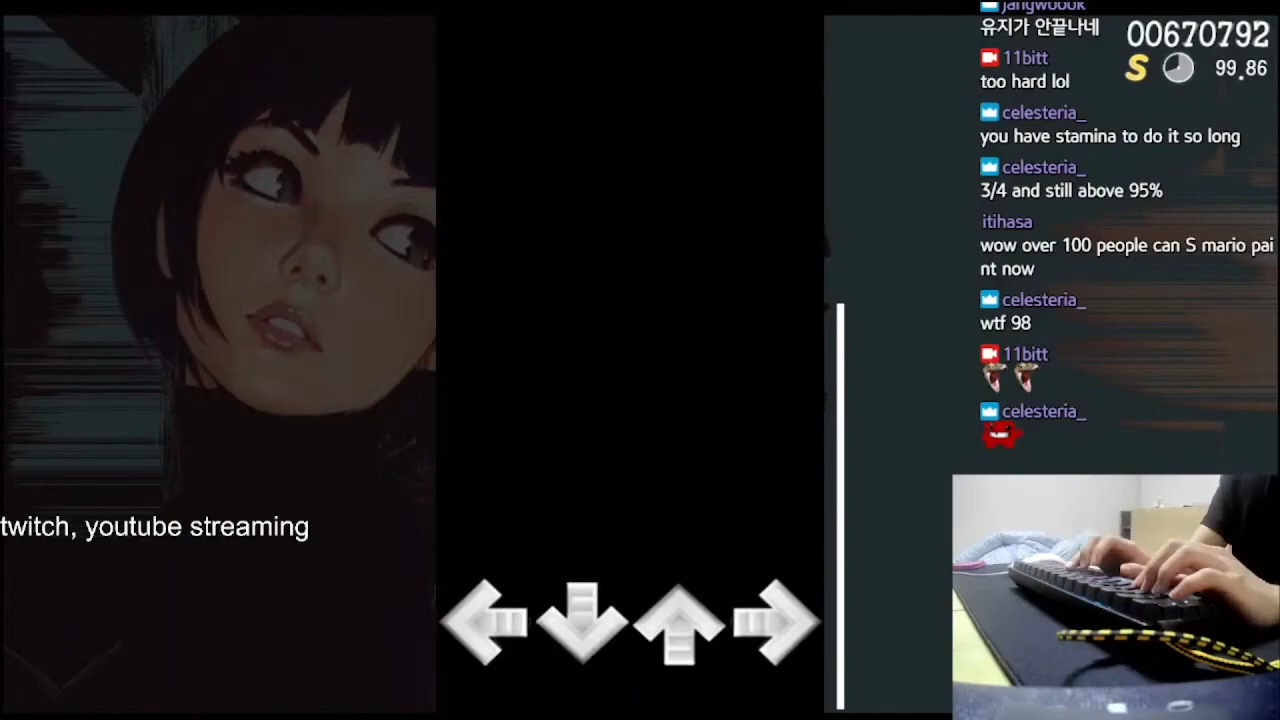 jangwoook
유지가 안끝나네
00670792
11bitt
S 99.86
too hard lol
celesteria_
you have stamina to do it so long
celesteria_
3/4 and still above 95%
itihasa
wow over 100 people can S mario pai
nt now
celesteria_
wtf 98
11bitt
celesteria_
twitch, youtube streaming